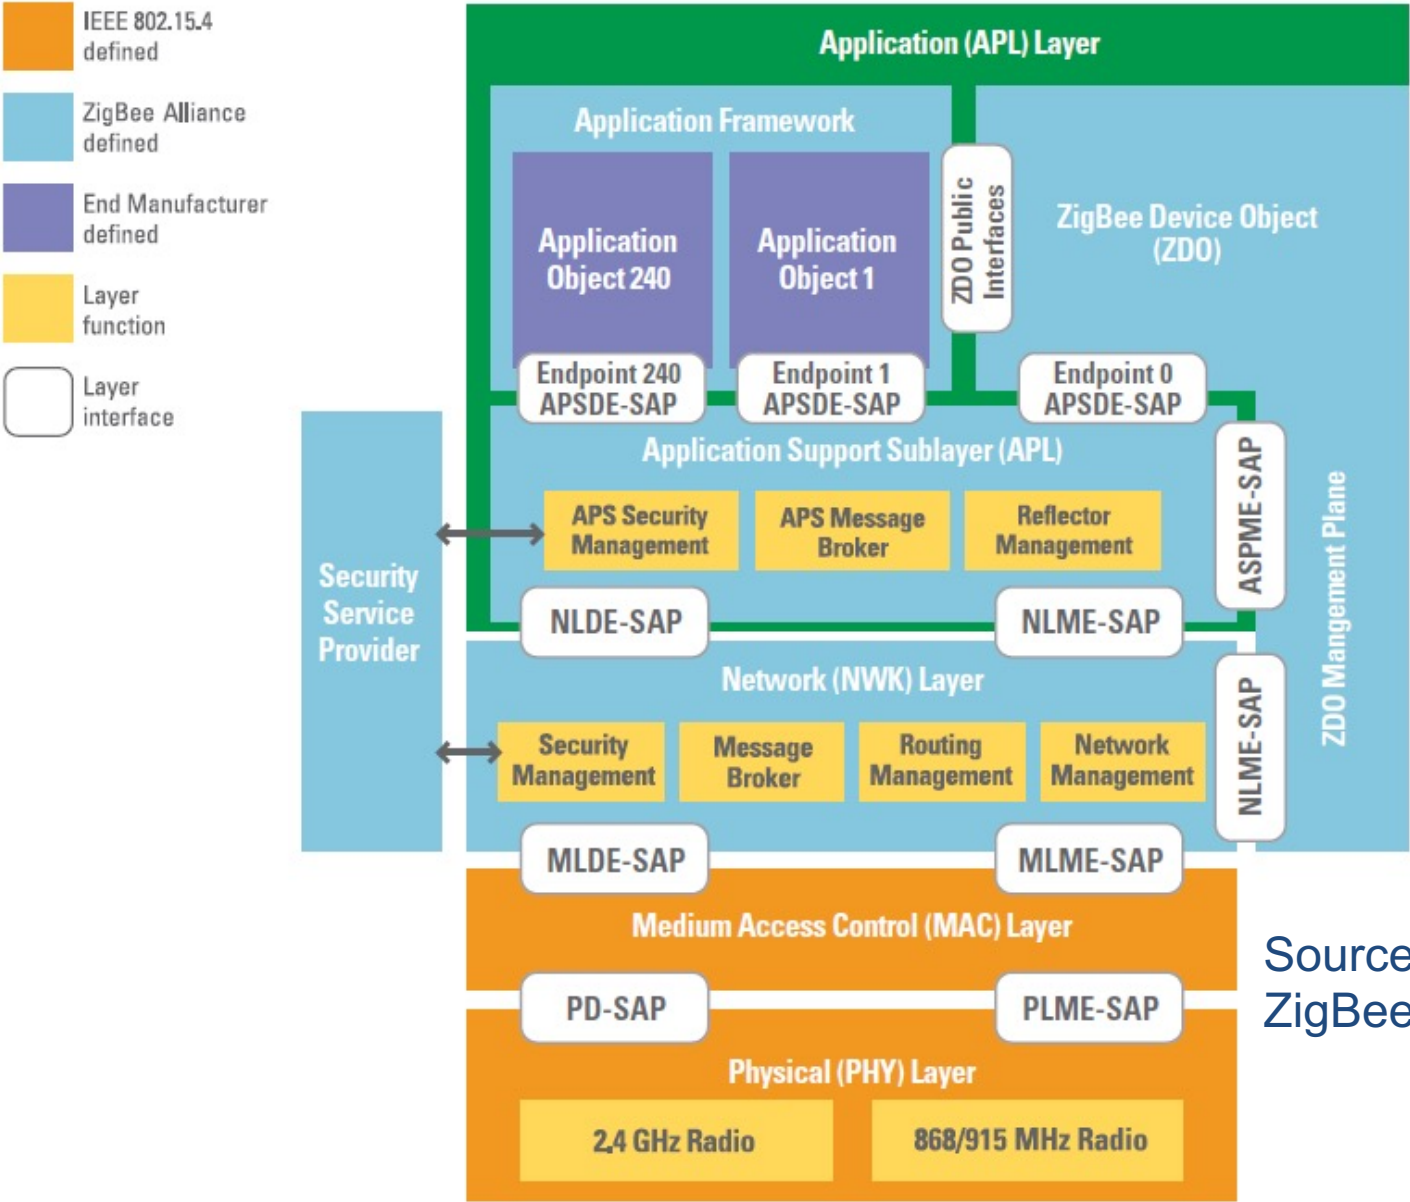 IEEE 802.15.4
defined
ZigBee Alliance
defined
End Manufacturer
defined
Layer
function
Layer
interface
Application (APL) Layer
Application Framework
Application
Object 240
Application
Object 1
ZDO Public
Interfaces
ZigBee Device Object
(ZDO)
Endpoint 240
APSDE-SAP
Endpoint 1
APSDE-SAP
Endpoint 0
APSDE-SAP
Application Support Sublayer (APL)
APS Security
Management
APS Message
Broker
Reflector
Management
ASPME-SAP
ZDO Mangement Plane
Security
Service
Provider
NLDE-SAP
NLME-SAP
Network (NWK) Layer
Security
Management
Message
Broker
Routing
Management
Network
Management
NLME-SAP
MLDE-SAP
MLME-SAP
Medium Access Control (MAC) Layer
PD-SAP
PLME-SAP
Physical (PHY) Layer
2.4 GHz Radio
868/915 MHz Radio
Source
ZigBee